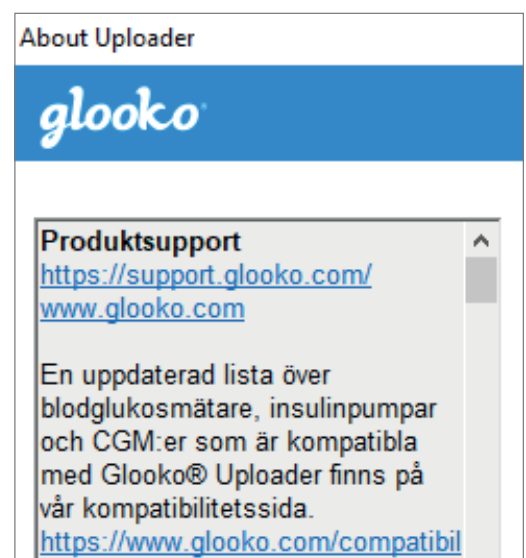 About Uploader
glooko
Produktsupport
https://support.glooko.com/
www.glooko.com
En uppdaterad lista över
blodglukosmätare, insulinpumpar
och CGM:er som är kompatibla
med Glooko® Uploader finns på
vår kompatibilitetssida.
https://www.glooko.com/compatibil